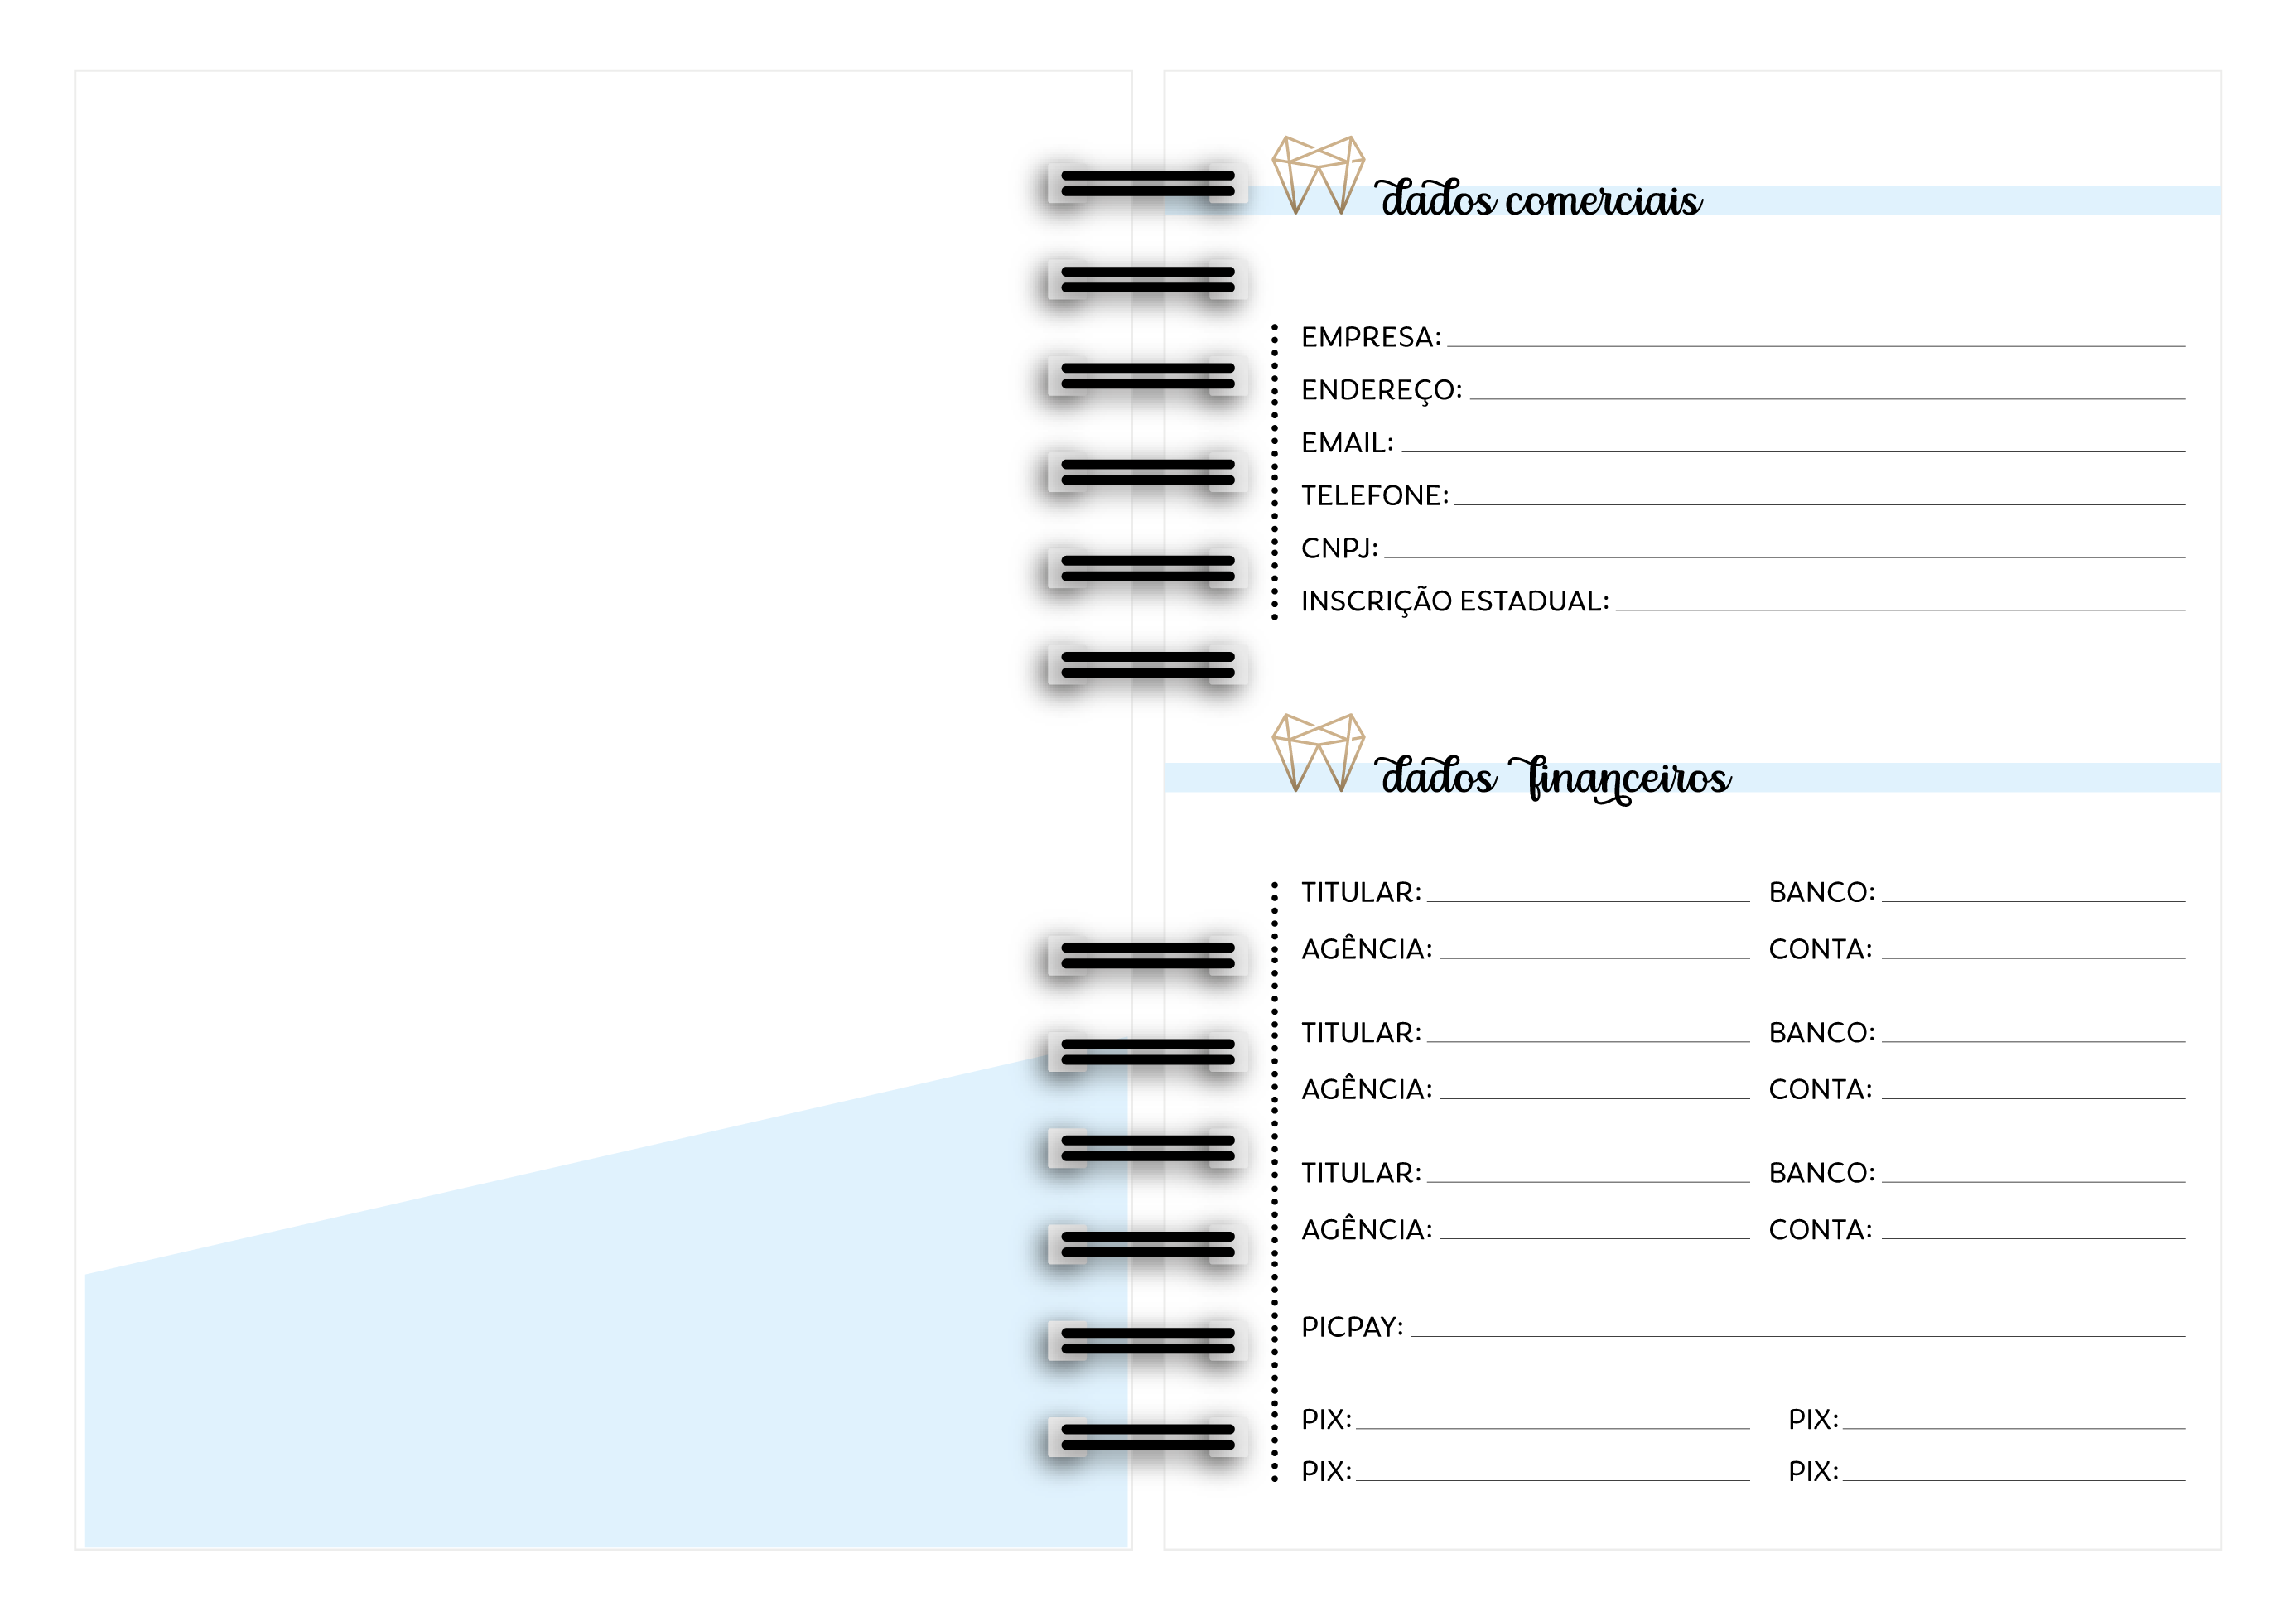 dados comerciais
EMPRESA:
ENDEREÇO:
EMAIL:
TELEFONE:
CNPJ:
INSCRIÇÃO ESTADUAL:
dados financeiros
TITULAR: BANCO:
AGÊNCIA: CONTA:
TITULAR: BANCO:
AGÊNCIA: CONTA:
TITULAR: BANCO:
AGÊNCIA: CONTA:
PICPAY:
PIX: PIX:
PIX: PIX: